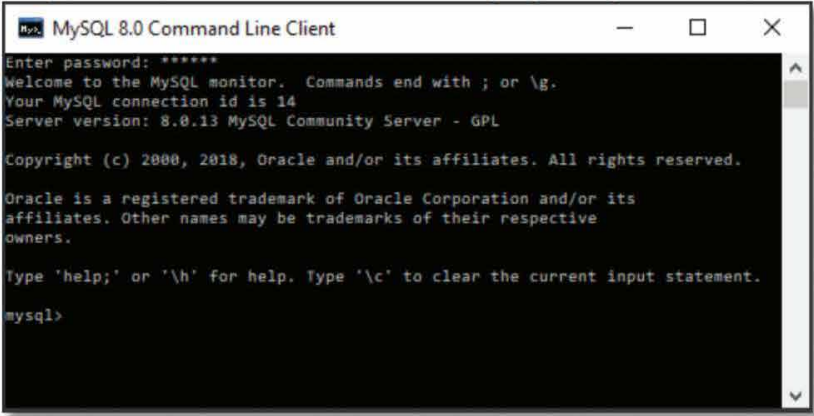 MySQL 8.0 Command Line Client
Enter password: ******
Welcome to the MySQL monitor.  Commands end with ; or \g.
Your MySQL connection id is 14
Server version: 8.0.13 MySQL Community Server - GPL
Copyright (c) 2000, 2018, Oracle and/or its affiliates. All rights reserved.
Oracle is a registered trademark of Oracle Corporation and/or its
affiliates. Other names may be trademarks of their respective
owners.
Type 'help;' or '\h' for help. Type '\c' to clear the current input statement.
mysql>